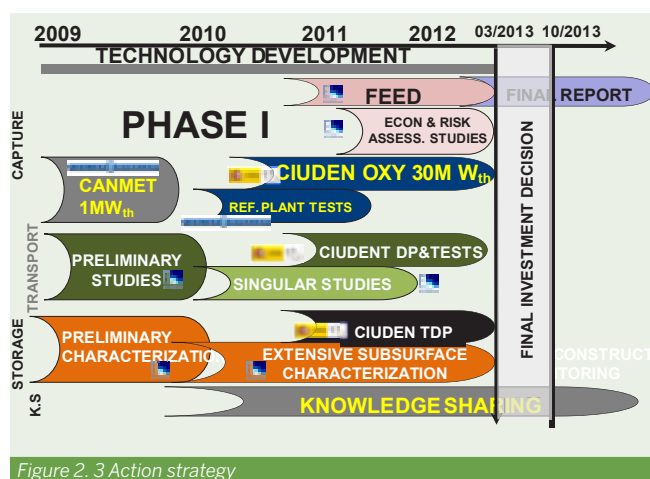 2009 2010 2011 2012 03/2013 10/2013
TECHNOLOGY DEVELOPMENT
FEED
FINAL REPORT
PHASE I
ECON & RISK
ASSESS. STUDIES
CAPTURE
CANMET
1MWth
CIUDEN OXY 30M Wth
REF. PLANT TESTS
TRANSPORT
PRELIMINARY
STUDIES
CIUDENT DP&TESTS
SINGULAR STUDIES
STORAGE
PRELIMINARY
CHARACTERIZATION
CIUDEN TDP
EXTENSIVE SUBSURFACE
CHARACTERIZATION
CONSTRUCT
TORING
K.S
KNOWLEDGE SHARING
FINAL INVESTMENT DECISION
Figure 2. 3 Action strategy